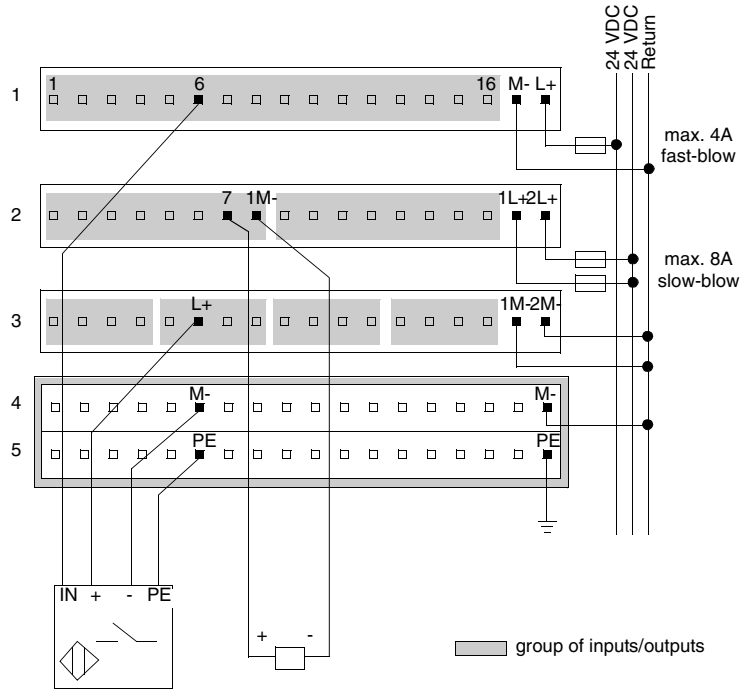 24 VDC
24 VDC
Return
1 6 16 M- L+
1
max. 4A
fast-blow
7 1M- 1L+2L+
2
max. 8A
slow-blow
L+ 1M-2M-
3
M- M-
4
PE PE
5
IN + - PE
+ -
group of inputs/outputs